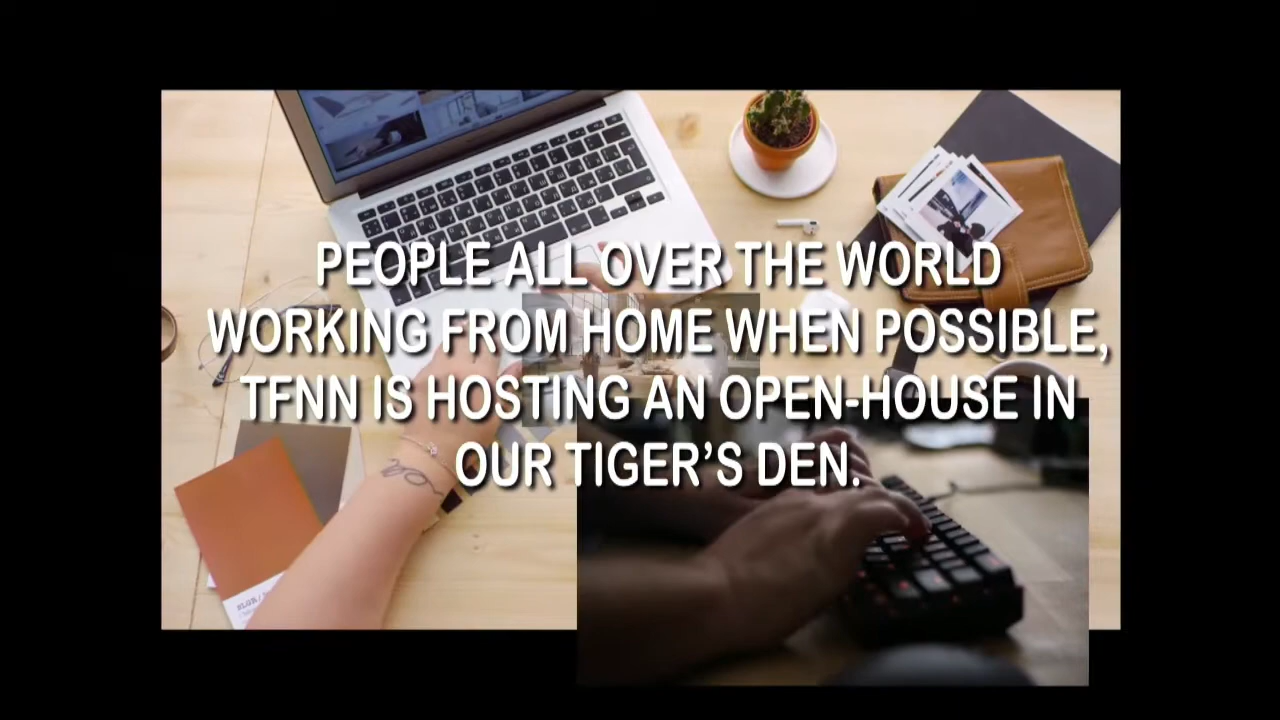 PEOPLE ALL OVER THE WORLD
WORKING FROM HOME WHEN POSSIBLE,
TFNN IS HOSTING AN OPEN-HOUSE IN
OUR TIGER'S DEN.